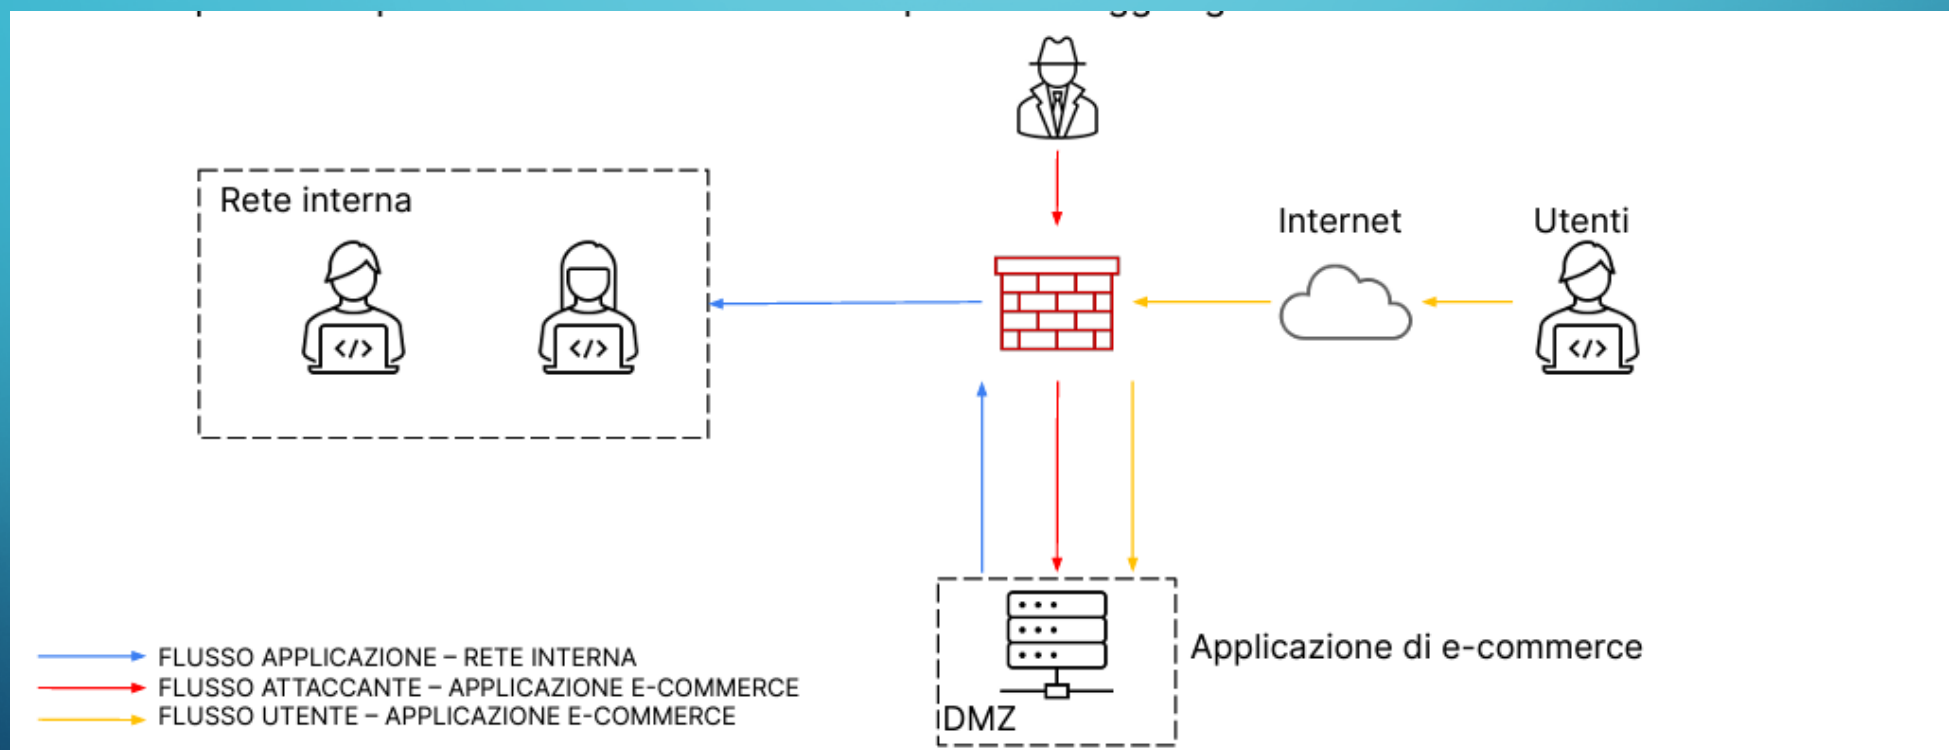 Rete interna
Internet
Utenti
</>
</>
</>
Applicazione di e-commerce
DMZ
FLUSSO APPLICAZIONE – RETE INTERNA
FLUSSO ATTACCANTE – APPLICAZIONE E-COMMERCE
FLUSSO UTENTE – APPLICAZIONE E-COMMERCE